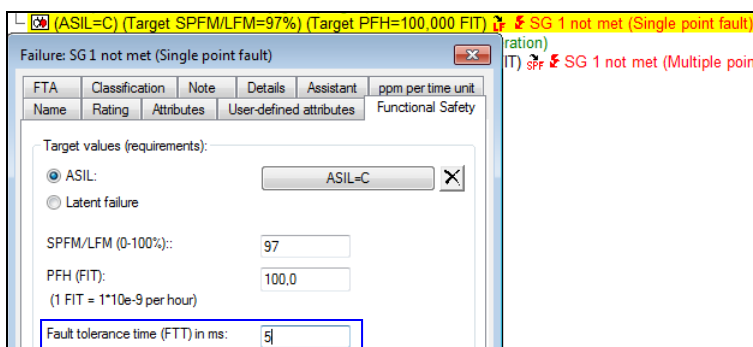 (ASIL=C) (Target SPFM/LFM=97%) (Target PFH=100,000 FIT) LF SG 1 not met (Single point fault)
Failure: SG 1 not met (Single point fault)
ration)
IT) SPF SG 1 not met (Multiple poin
FTA Classification Note Details Assistant ppm per time unit
Name Rating Attributes User-defined attributes Functional Safety
Target values (requirements):
ASIL: ASIL=C
Latent failure
SPFM/LFM (0-100%):: 97
PFH (FIT): 100,0
(1 FIT = 1*10e-9 per hour)
Fault tolerance time (FTT) in ms: 5